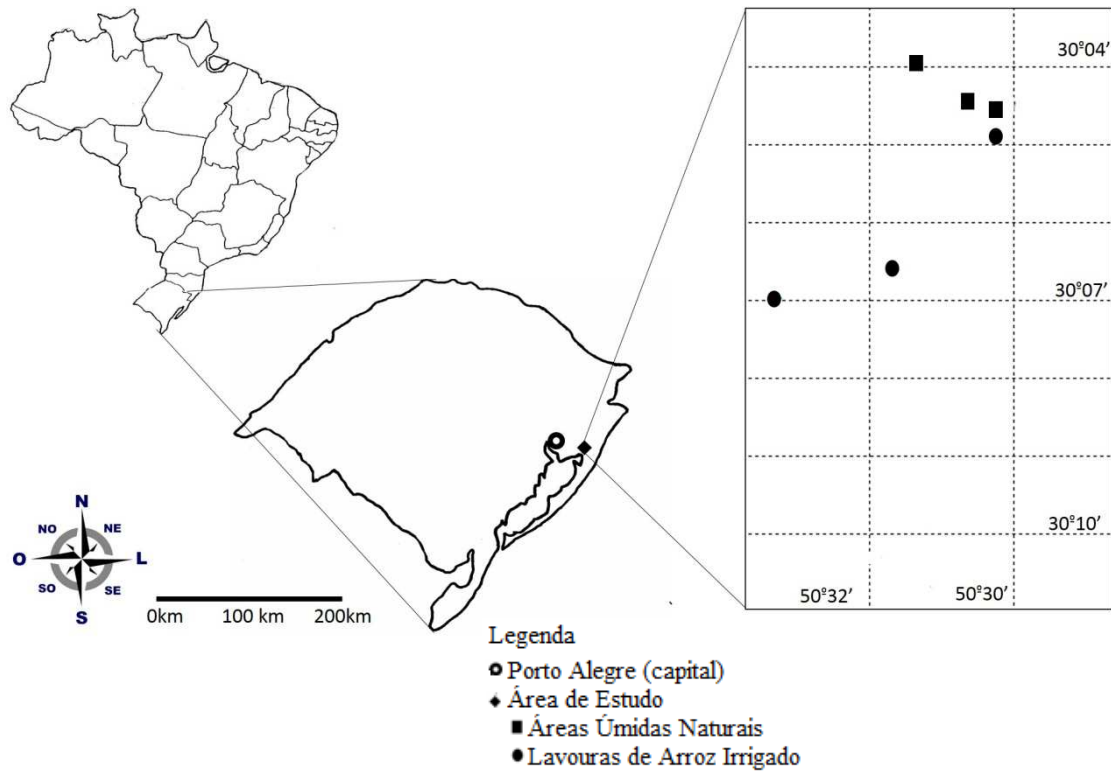 30º04’
30º07’
30º10’
50º32’ 50º30’
N
NO NE
O L
SO SE
S
0km 100 km 200km
Legenda
Porto Alegre (capital)
Área de Estudo
Áreas Úmidas Naturais
Lavouras de Arroz Irrigado